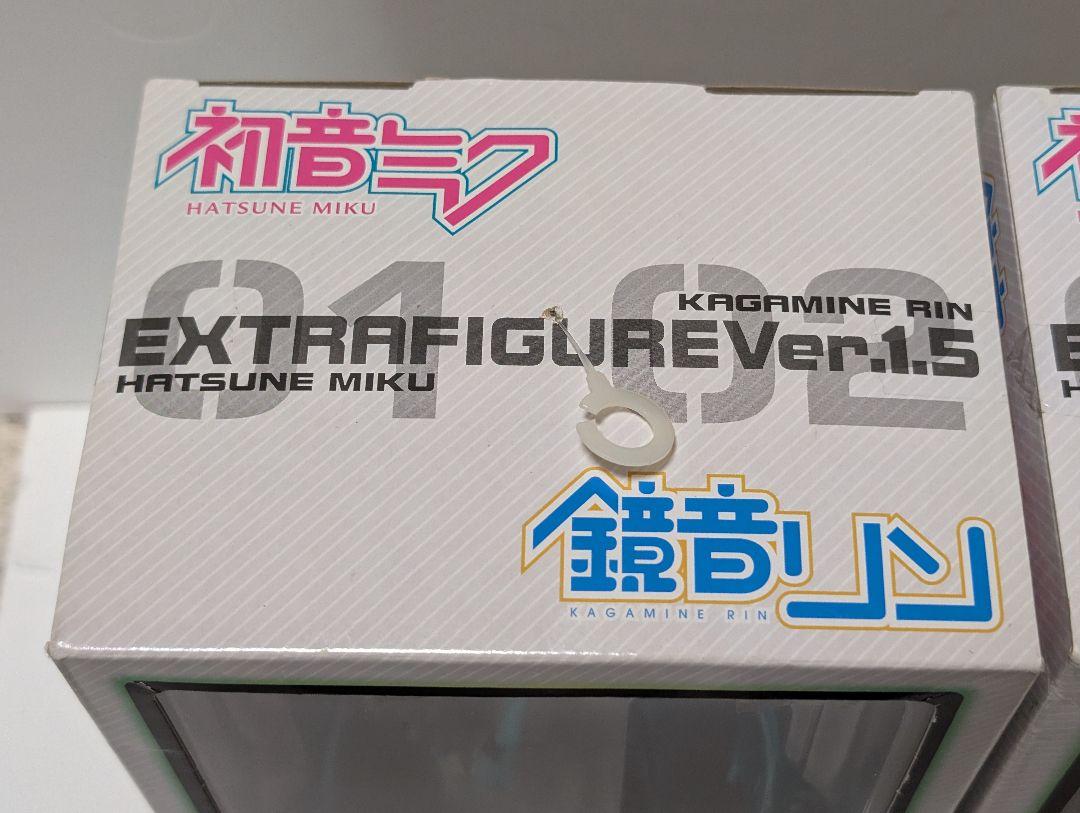 初音ミク
HATSUNE MIKU
01 02
KAGAMINE RIN
EXTRAFIGUREVer.1.5
HATSUNE MIKU
鏡音リン
KAGAMINE RIN